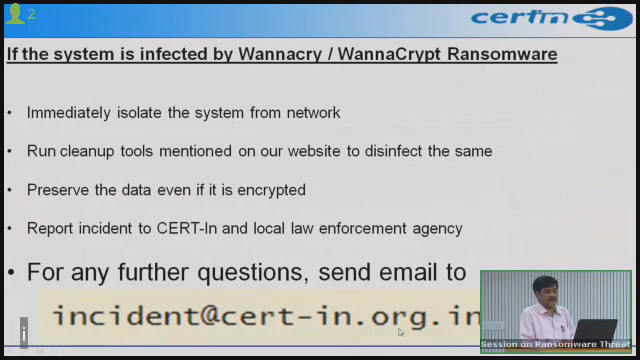 2
certin
If the system is infected by Wannacry / WannaCrypt Ransomware
• Immediately isolate the system from network
• Run cleanup tools mentioned on our website to disinfect the same
• Preserve the data even if it is encrypted
• Report incident to CERT-In and local law enforcement agency
• For any further questions, send email to
incident@cert-in.org.in
i
Session on Ransomware Threat